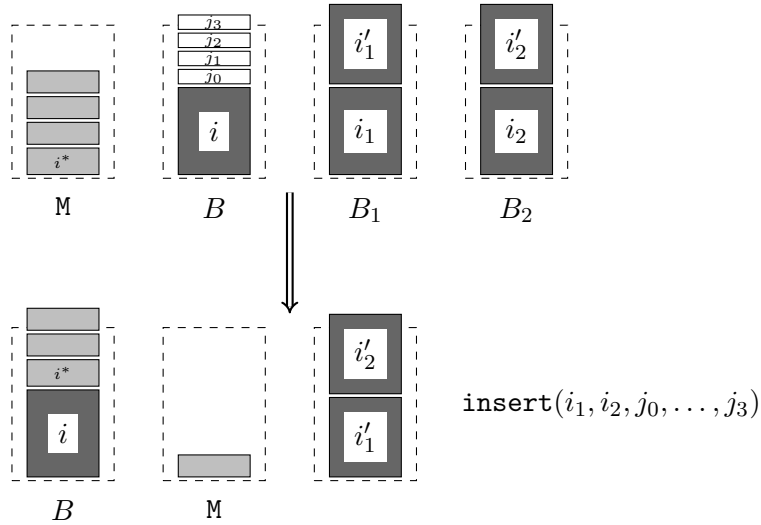 j₃
j₂
j₁
j₀
i′₁ i′₂
i i₁ i₂
i*
M B B₁ B₂
i′₂
i*
insert(i₁, i₂, j₀, . . . , j₃)
i i′₁
B M